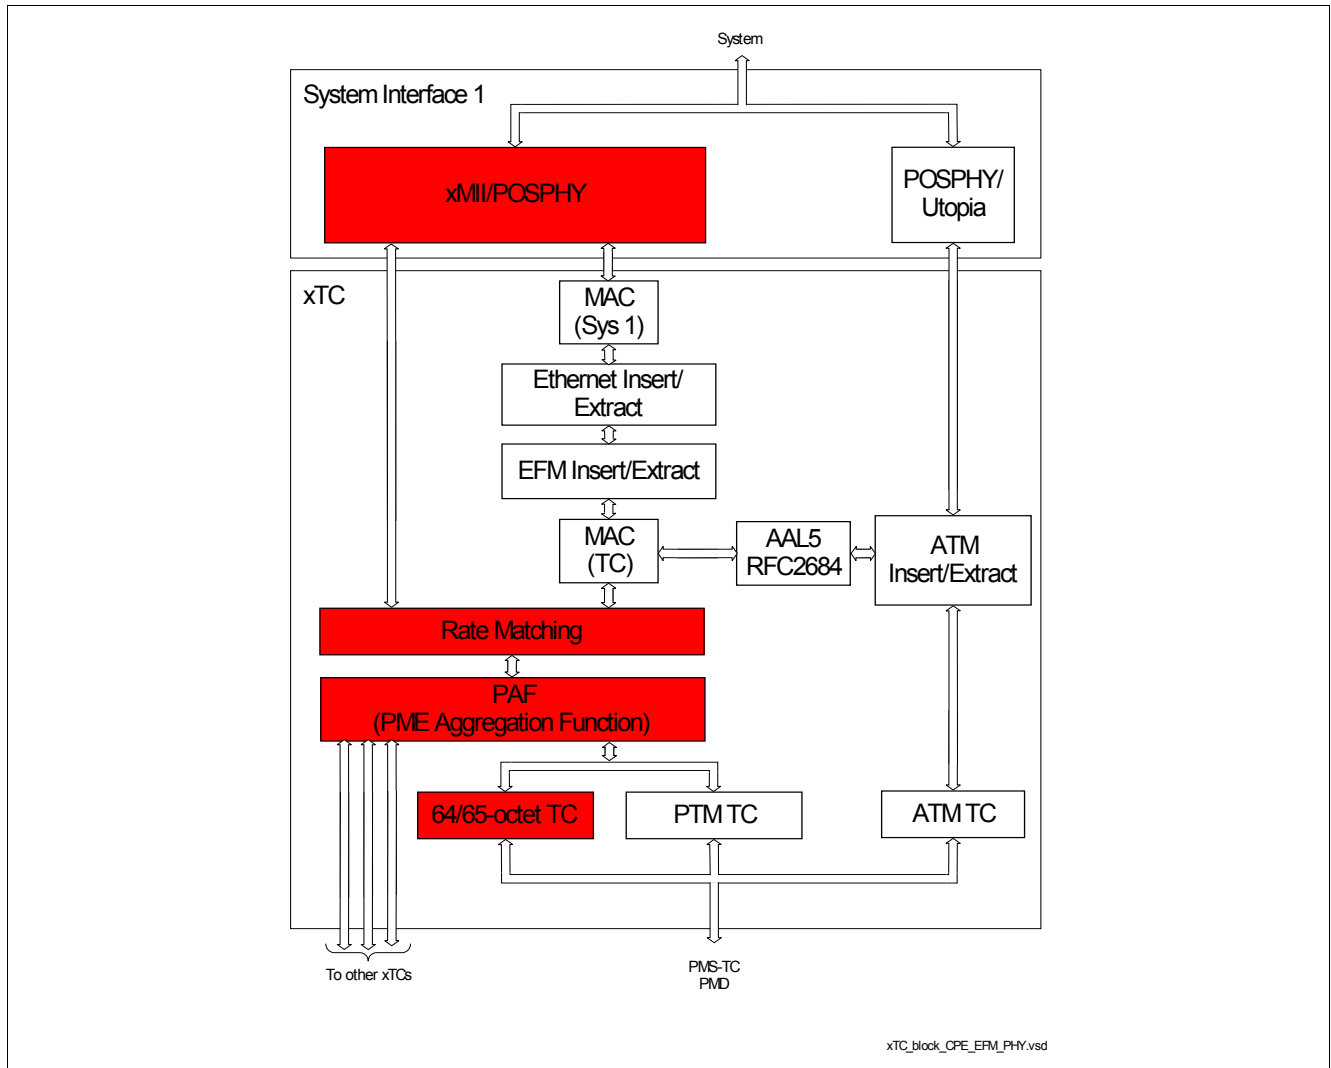 System
System Interface 1
xMII/POSPHY
POSPHY/
Utopia
xTC
MAC
(Sys 1)
Ethernet Insert/
Extract
EFM Insert/Extract
MAC
(TC)
AAL5
RFC2684
ATM
Insert/Extract
Rate Matching
PAF
(PME Aggregation Function)
64/65-octet TC
PTM TC
ATM TC
To other xTCs
PMS-TC
PMD
xTC_block_CPE_EFM_PHY.vsd